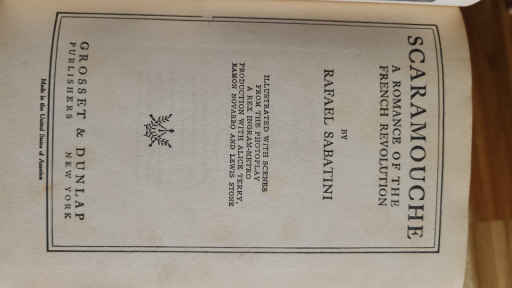 SCARAMOUCHE
A ROMANCE OF THE
FRENCH REVOLUTION
BY
RAFAEL SABATINI
ILLUSTRATED WITH SCENES
FROM THE PHOTOPLAY
A REX INGRAM-METRO
PRODUCTION WITH ALICE TERRY,
RAMON NOVARRO AND LEWIS STONE
GROSSET & DUNLAP
PUBLISHERS NEW YORK
Made in the United States of America